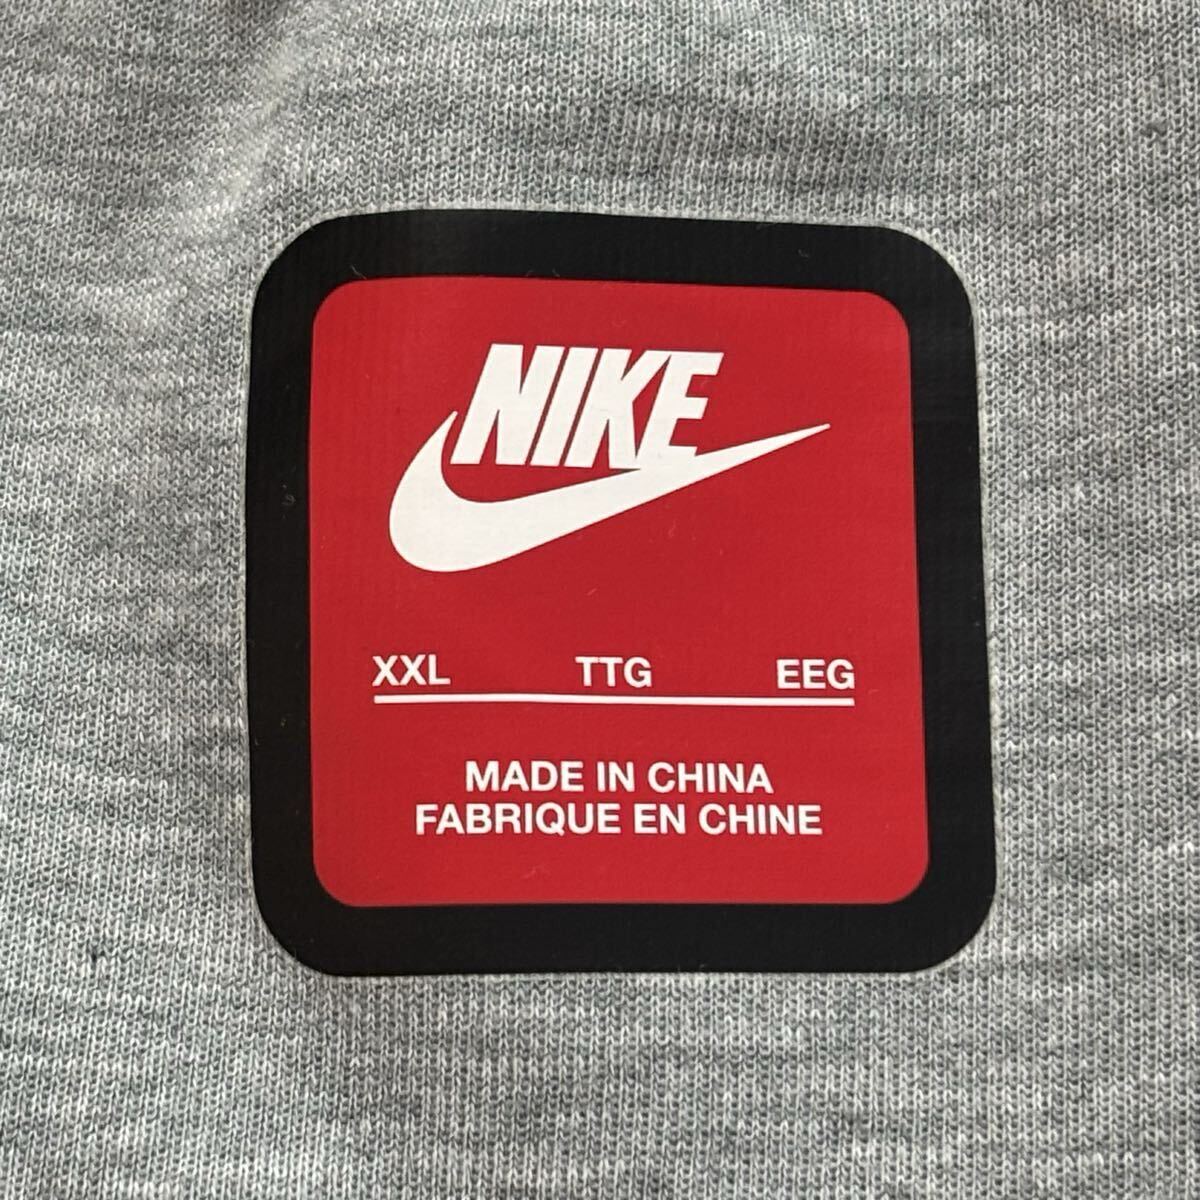 NIKE
XXL TTG EEG
MADE IN CHINA
FABRIQUE EN CHINE